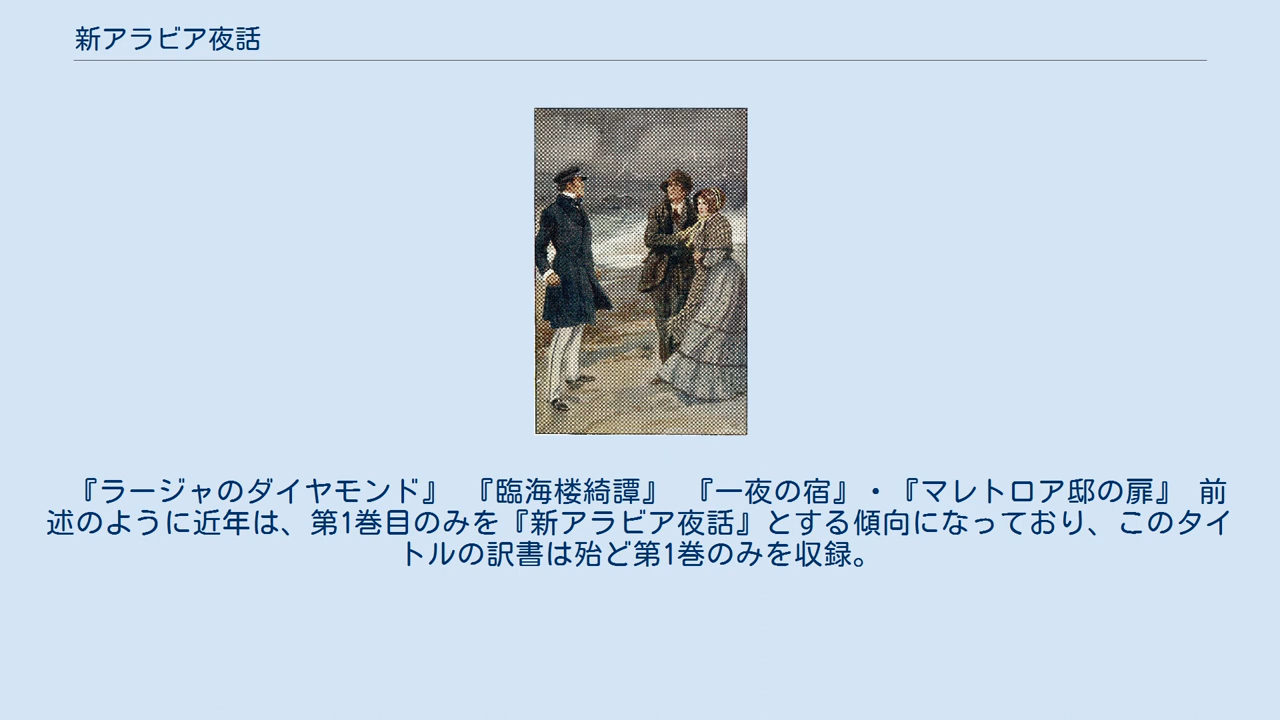 新アラビア夜話
『ラージャのダイヤモンド』 『臨海楼綺譚』 『一夜の宿』・『マレトロア邸の扉』 前
述のように近年は、第1巻目のみを『新アラビア夜話』とする傾向になっており、このタイ
トルの訳書は殆ど第1巻のみを収録。